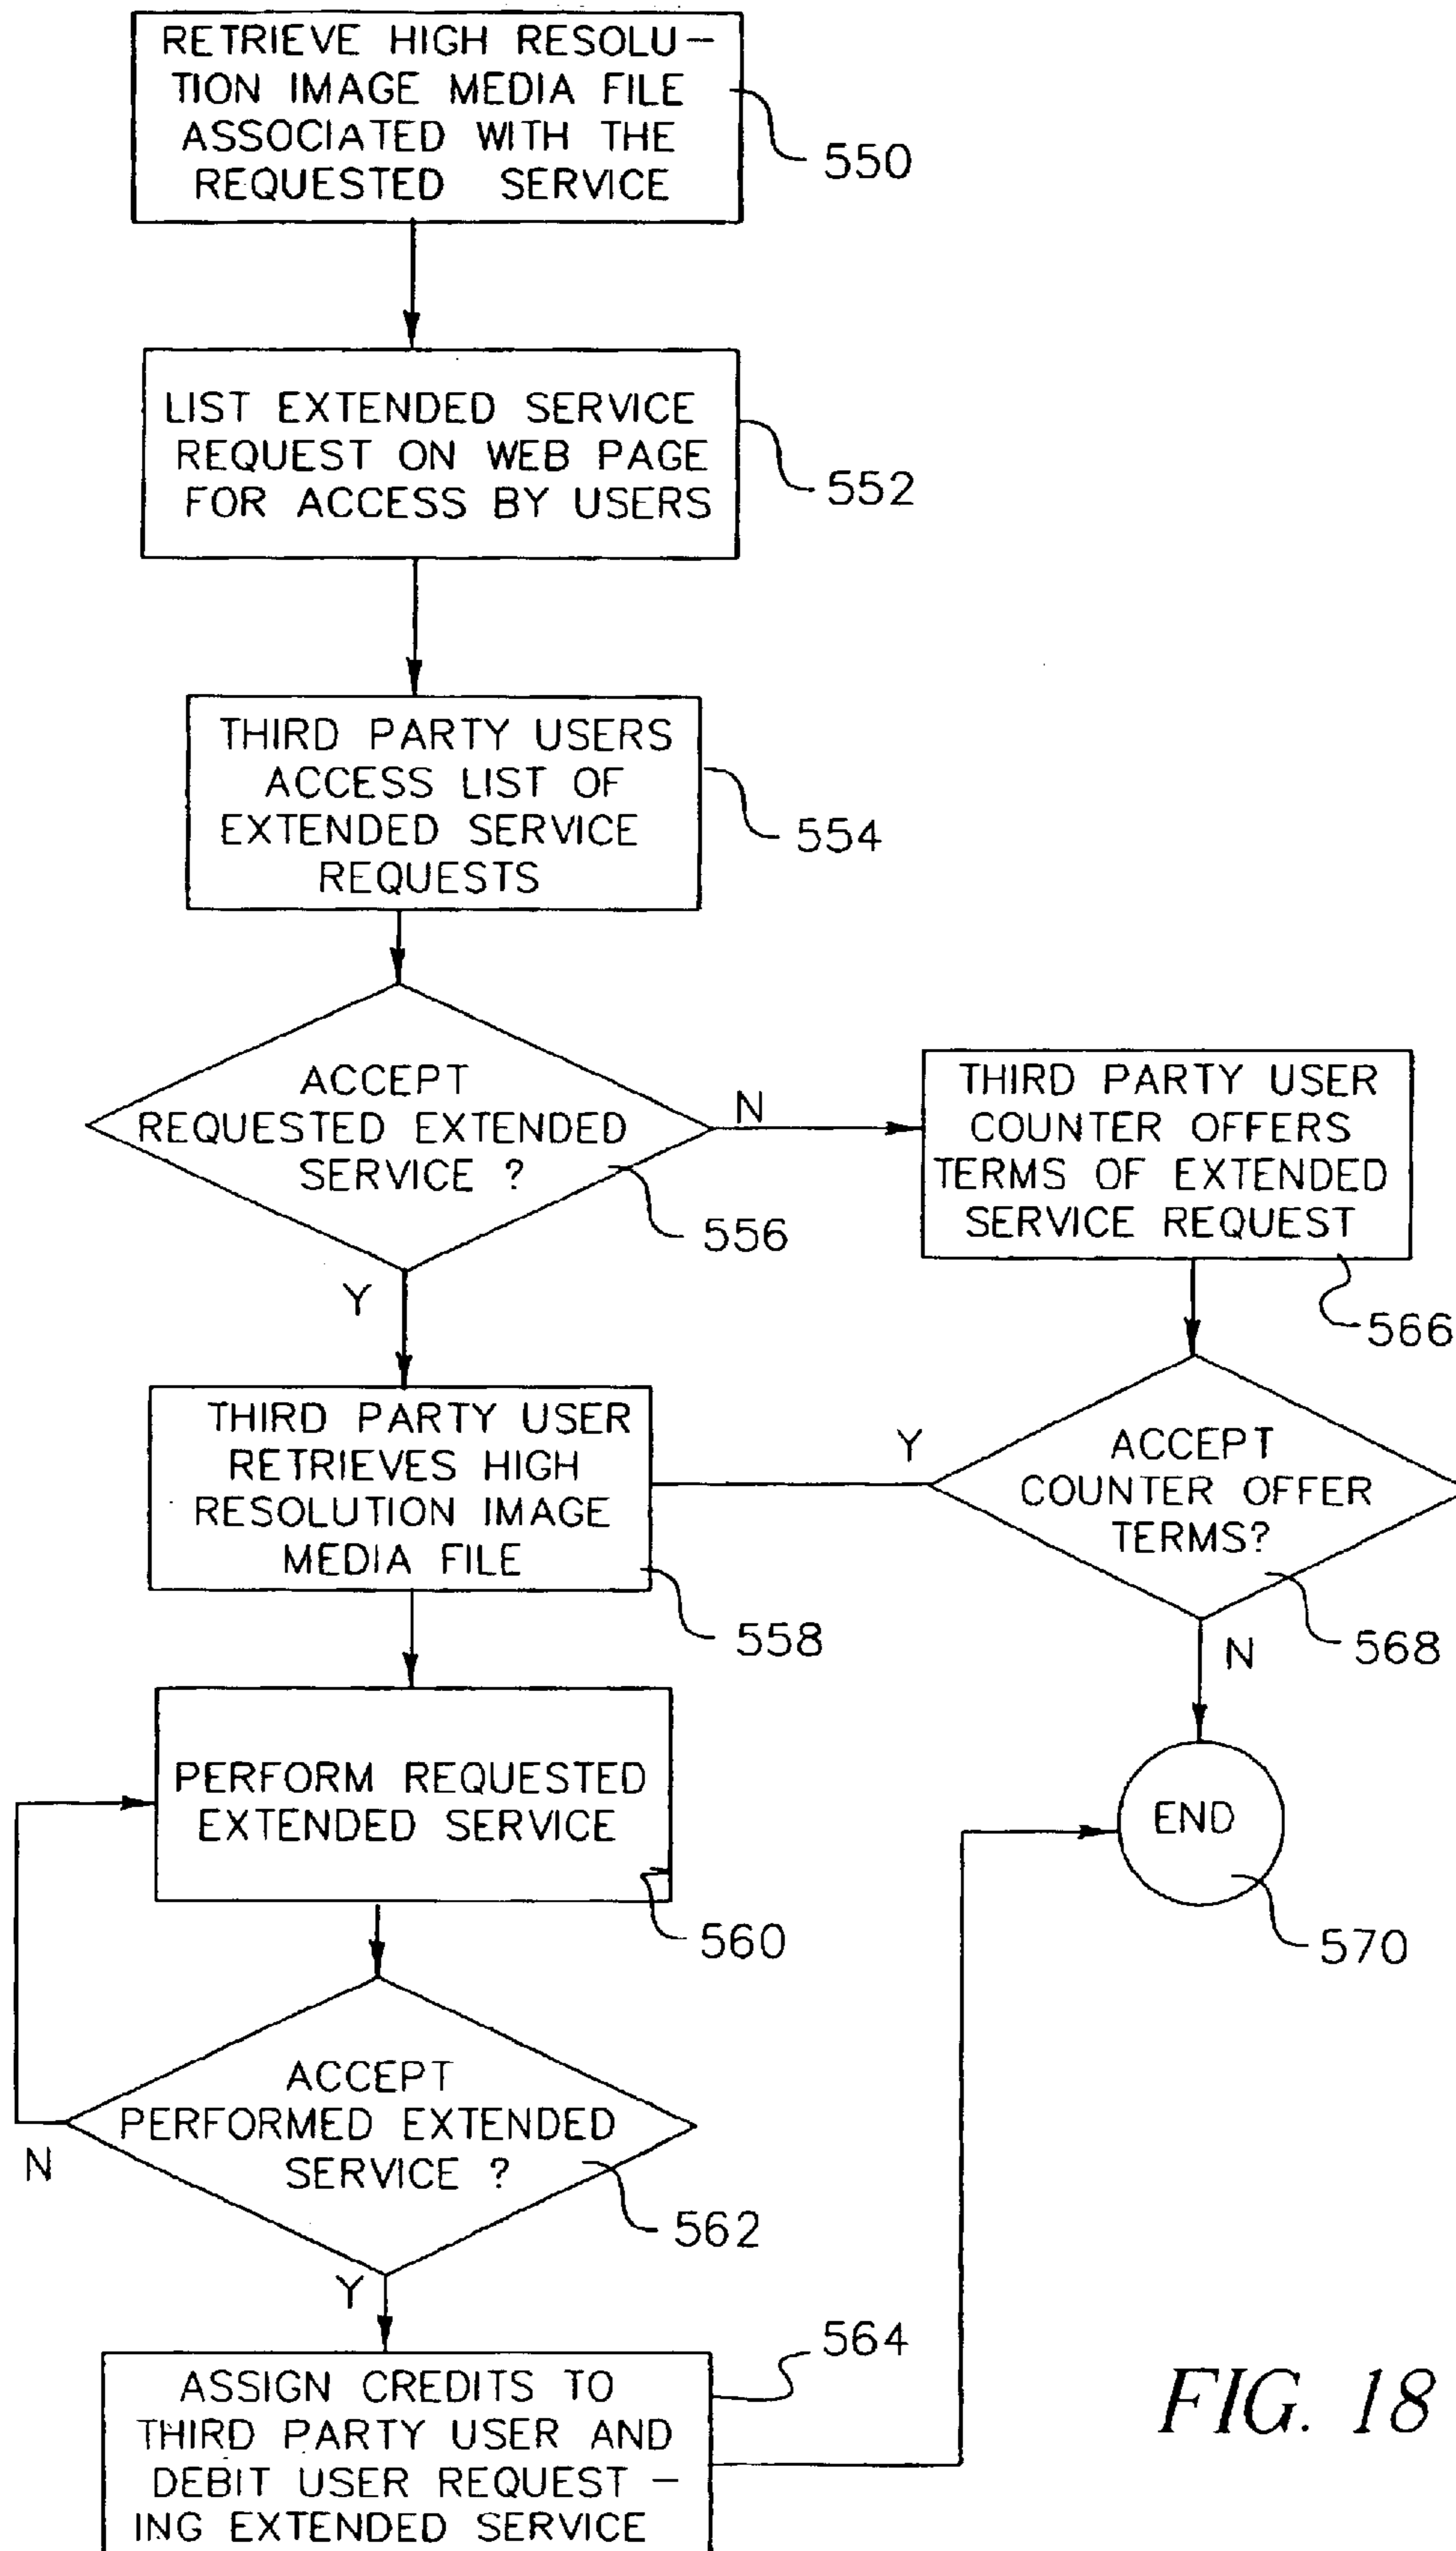 RETRIEVE HIGH RESOLU-
TION IMAGE MEDIA FILE
ASSOCIATED WITH THE
REQUESTED SERVICE
550
LIST EXTENDED SERVICE
REQUEST ON WEB PAGE
FOR ACCESS BY USERS
552
THIRD PARTY USERS
ACCESS LIST OF
EXTENDED SERVICE
REQUESTS
554
ACCEPT
REQUESTED EXTENDED
SERVICE ?
556
N
Y
THIRD PARTY USER
COUNTER OFFERS
TERMS OF EXTENDED
SERVICE REQUEST
566
THIRD PARTY USER
RETRIEVES HIGH
RESOLUTION IMAGE
MEDIA FILE
558
Y
ACCEPT
COUNTER OFFER
TERMS?
568
N
PERFORM REQUESTED
EXTENDED SERVICE
560
END
570
ACCEPT
PERFORMED EXTENDED
SERVICE ?
562
N
Y
ASSIGN CREDITS TO
THIRD PARTY USER AND
DEBIT USER REQUEST -
ING EXTENDED SERVICE
564
FIG. 18